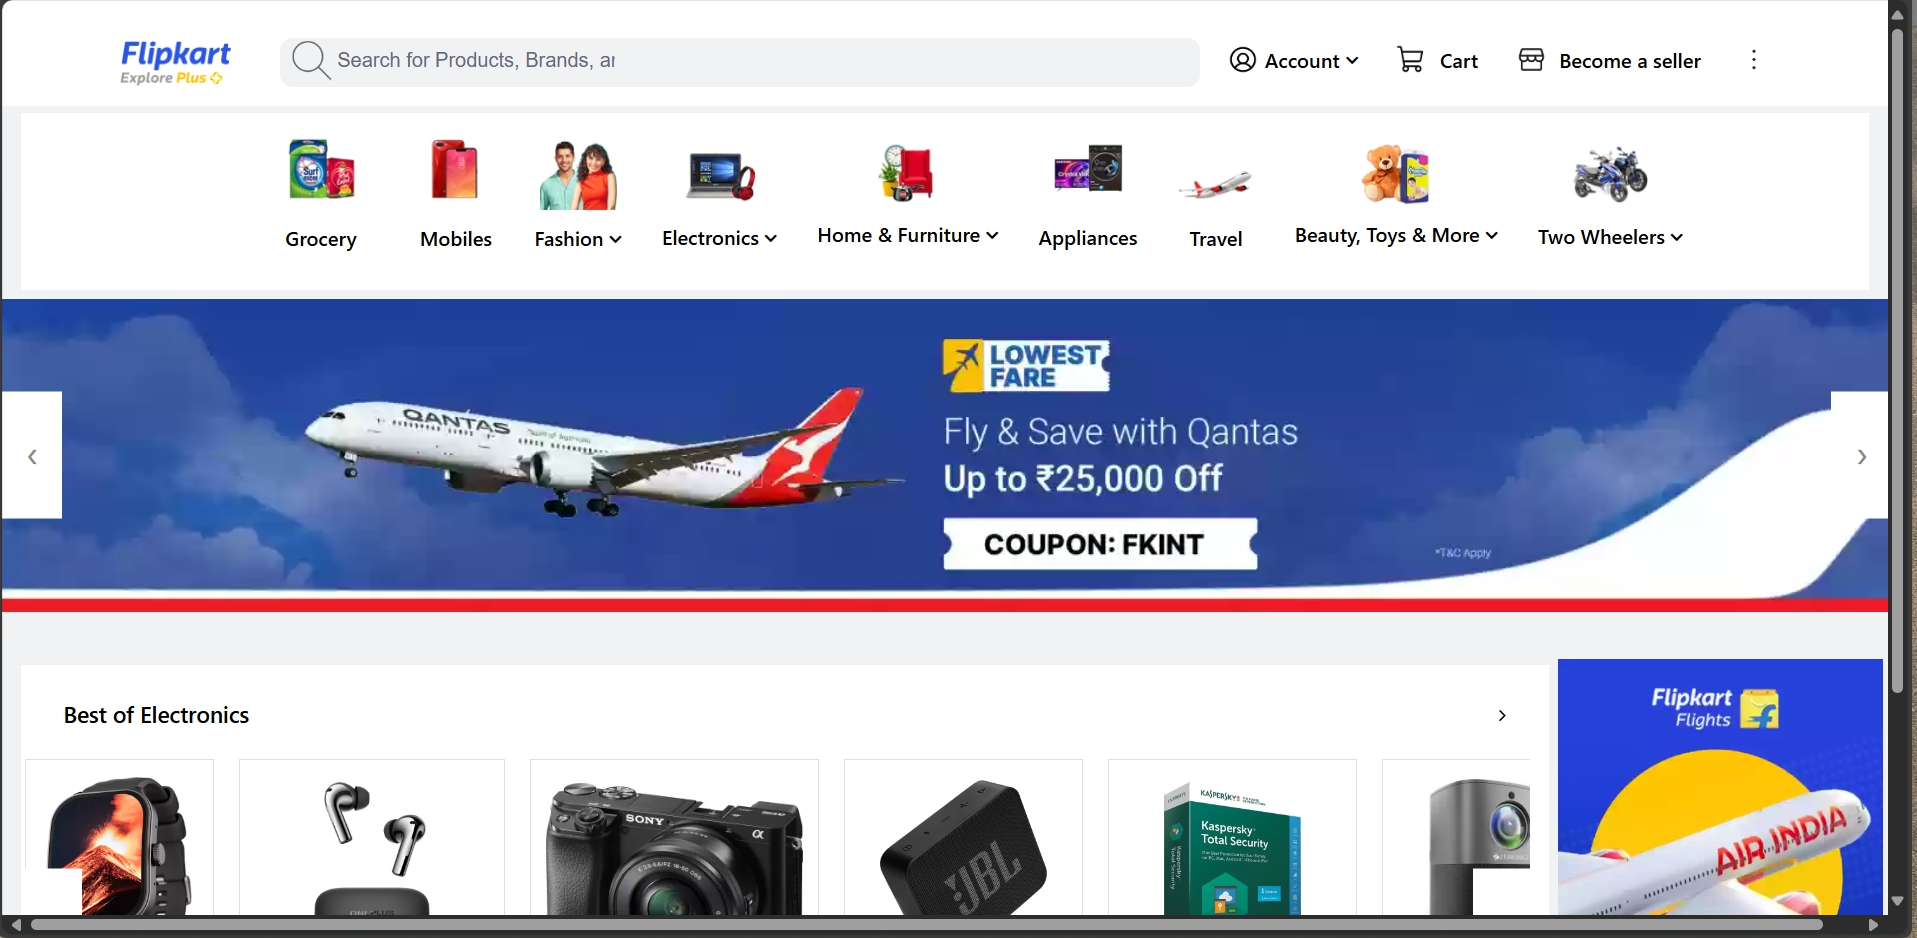 Flipkart
Explore Plus
Search for Products, Brands, ar
Account
Cart
Become a seller
Grocery
Mobiles
Fashion
Electronics
Home & Furniture
Appliances
Travel
Beauty, Toys & More
Two Wheelers
QANTAS
LOWEST
FARE
Fly & Save with Qantas
Up to ₹25,000 Off
COUPON: FKINT
*T&C Apply
Best of Electronics
Flipkart
Flights
SONY
α
JBL
KASPERSKY
Kaspersky
Total Security
AIR INDIA
ONEPLUS